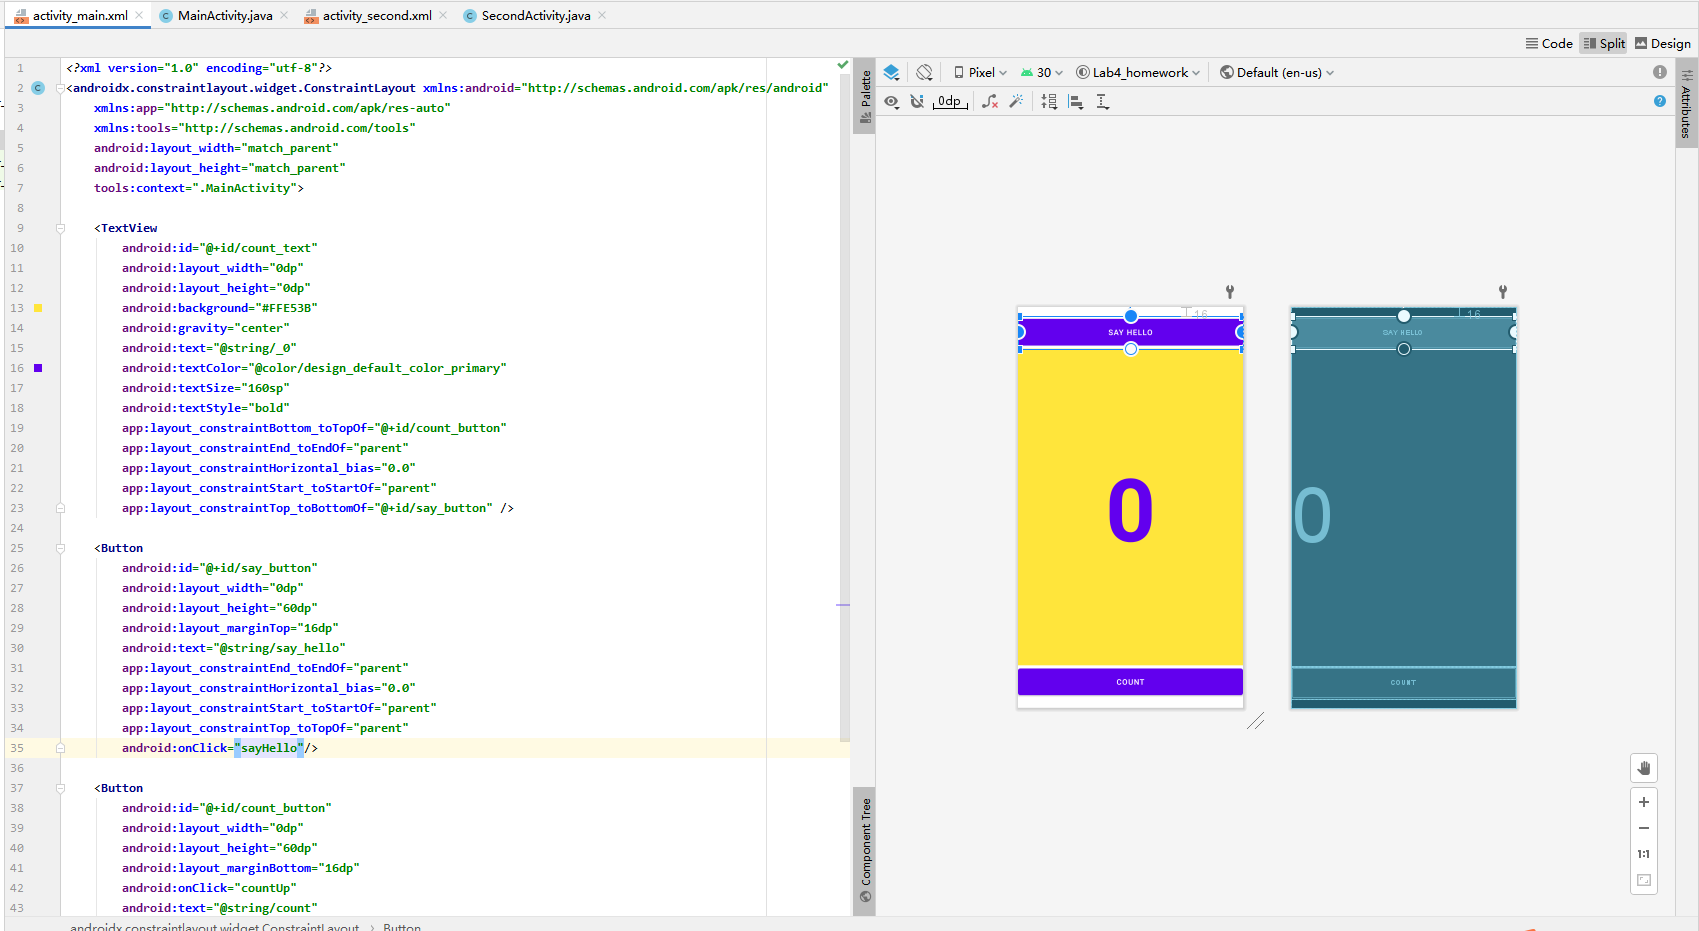 activity_main.xml MainActivity.java activity_second.xml SecondActivity.java
Code Split Design
1 <?xml version="1.0" encoding="utf-8"?>
2 <androidx.constraintlayout.widget.ConstraintLayout xmlns:android="http://schemas.android.com/apk/res/android"
3 xmlns:app="http://schemas.android.com/apk/res-auto"
4 xmlns:tools="http://schemas.android.com/tools"
5 android:layout_width="match_parent"
6 android:layout_height="match_parent"
7 tools:context=".MainActivity">
8
9 <TextView
10 android:id="@+id/count_text"
11 android:layout_width="0dp"
12 android:layout_height="0dp"
13 android:background="#FFE53B"
14 android:gravity="center"
15 android:text="@string/_0"
16 android:textColor="@color/design_default_color_primary"
17 android:textSize="160sp"
18 android:textStyle="bold"
19 app:layout_constraintBottom_toTopOf="@+id/count_button"
20 app:layout_constraintEnd_toEndOf="parent"
21 app:layout_constraintHorizontal_bias="0.0"
22 app:layout_constraintStart_toStartOf="parent"
23 app:layout_constraintTop_toBottomOf="@+id/say_button" />
24
25 <Button
26 android:id="@+id/say_button"
27 android:layout_width="0dp"
28 android:layout_height="60dp"
29 android:layout_marginTop="16dp"
30 android:text="@string/say_hello"
31 app:layout_constraintEnd_toEndOf="parent"
32 app:layout_constraintHorizontal_bias="0.0"
33 app:layout_constraintStart_toStartOf="parent"
34 app:layout_constraintTop_toTopOf="parent"
35 android:onClick="sayHello"/>
36
37 <Button
38 android:id="@+id/count_button"
39 android:layout_width="0dp"
40 android:layout_height="60dp"
41 android:layout_marginBottom="16dp"
42 android:onClick="countUp"
43 android:text="@string/count"
androidx.constraintlayout.widget.ConstraintLayout > Button
Palette
Component Tree
Pixel 30 Lab4_homework Default (en-us)
0dp
Attributes
16
SAY HELLO
0
COUNT
16
SAY HELLO
0
COUNT
1:1